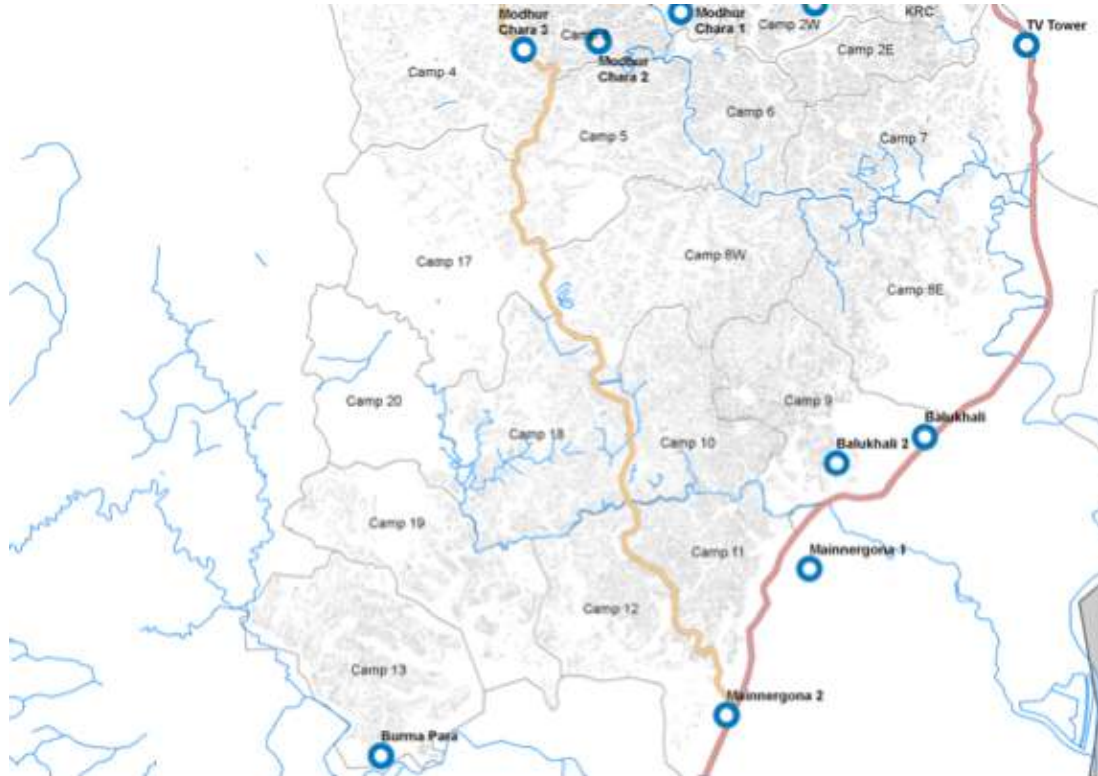 Modhur
Chara 3
Modhur
Chara 1
Camp 2W
KRC
TV Tower
Modhur
Chara 2
Camp 2E
Camp 4
Camp 6
Camp 5
Camp 7
Camp 17
Camp 8W
Camp 8E
Camp 20
Camp 9
Camp 18
Camp 10
Balukhali
Balukhali 2
Camp 19
Camp 11
Mainnergona 1
Camp 12
Camp 13
Mainnergona 2
Burma Para